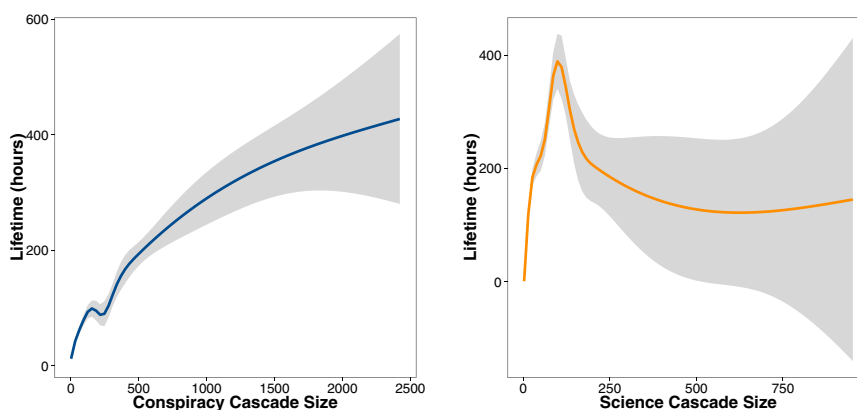 600
400
200
0
Lifetime (hours)
0 500 1000 1500 2000 2500
Conspiracy Cascade Size
400
200
0
Lifetime (hours)
0 250 500 750
Science Cascade Size